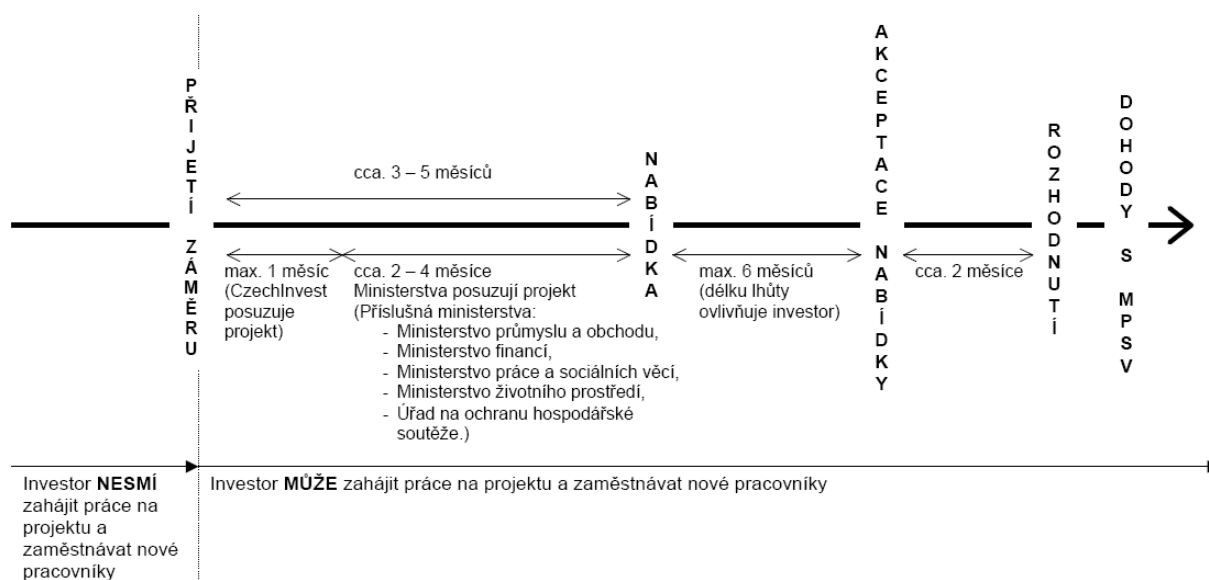 PŘIJETÍ ZÁMĚRU
cca. 3 – 5 měsíců
max. 1 měsíc
(CzechInvest
posuzuje
projekt)
cca. 2 – 4 měsíce
Ministerstva posuzují projekt
(Příslušná ministerstva:
- Ministerstvo průmyslu a obchodu,
- Ministerstvo financí,
- Ministerstvo práce a sociálních věcí,
- Ministerstvo životního prostředí,
- Úřad na ochranu hospodářské
soutěže.)
NABÍDKA
max. 6 měsíců
(délku lhůty
ovlivňuje investor)
AKCEPTACE NABÍDKY
cca. 2 měsíce
ROZHODNUTÍ
DOHODY S MPSV
Investor NESMÍ
zahájit práce na
projektu a
zaměstnávat nové
pracovníky
Investor MŮŽE zahájit práce na projektu a zaměstnávat nové pracovníky